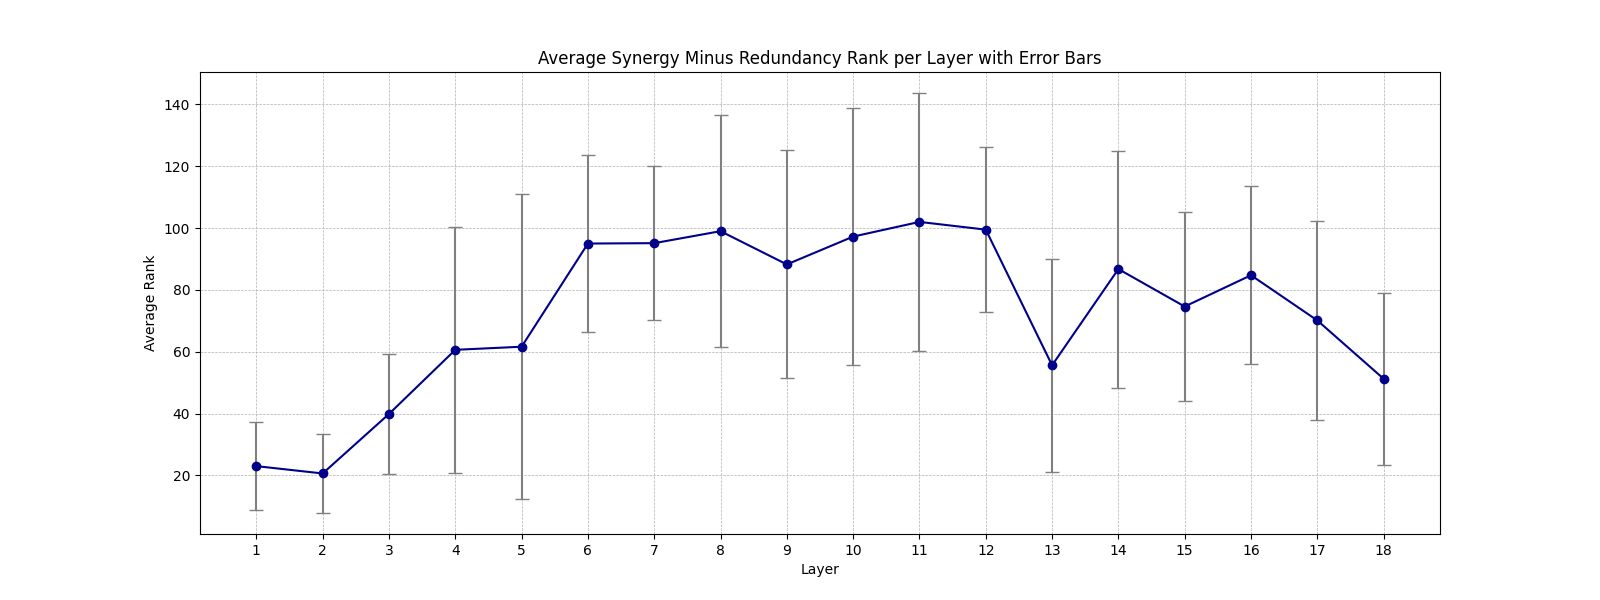 Average Synergy Minus Redundancy Rank per Layer with Error Bars
140
120
100
80
60
40
20
Average Rank
1 2 3 4 5 6 7 8 9 10 11 12 13 14 15 16 17 18
Layer